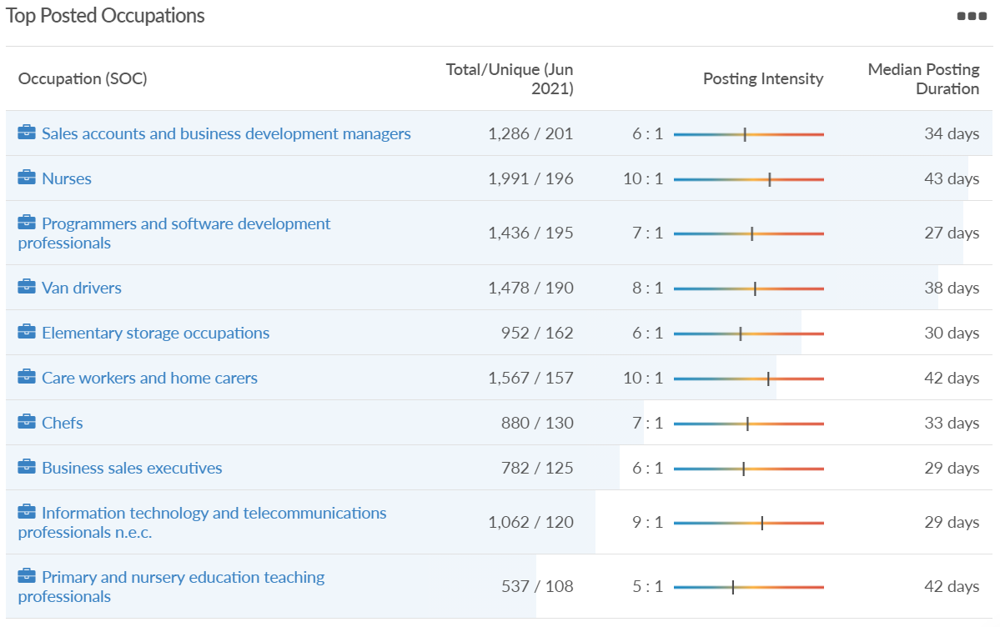 Top Posted Occupations
Occupation (SOC) Total/Unique (Jun 2021) Posting Intensity Median Posting Duration
Sales accounts and business development managers 1,286 / 201 6 : 1 34 days
Nurses 1,991 / 196 10 : 1 43 days
Programmers and software development
professionals 1,436 / 195 7 : 1 27 days
Van drivers 1,478 / 190 8 : 1 38 days
Elementary storage occupations 952 / 162 6 : 1 30 days
Care workers and home carers 1,567 / 157 10 : 1 42 days
Chefs 880 / 130 7 : 1 33 days
Business sales executives 782 / 125 6 : 1 29 days
Information technology and telecommunications
professionals n.e.c. 1,062 / 120 9 : 1 29 days
Primary and nursery education teaching
professionals 537 / 108 5 : 1 42 days